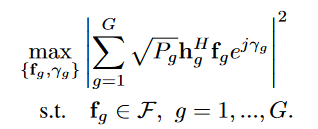 \max_{\{\mathbf{f}_g, \gamma_g\}} \left| \sum_{g=1}^{G} \sqrt{P_g} \mathbf{h}_g^H \mathbf{f}_g e^{j\gamma_g} \right|^2
s.t. \mathbf{f}_g \in \mathcal{F}, g = 1, ..., G.